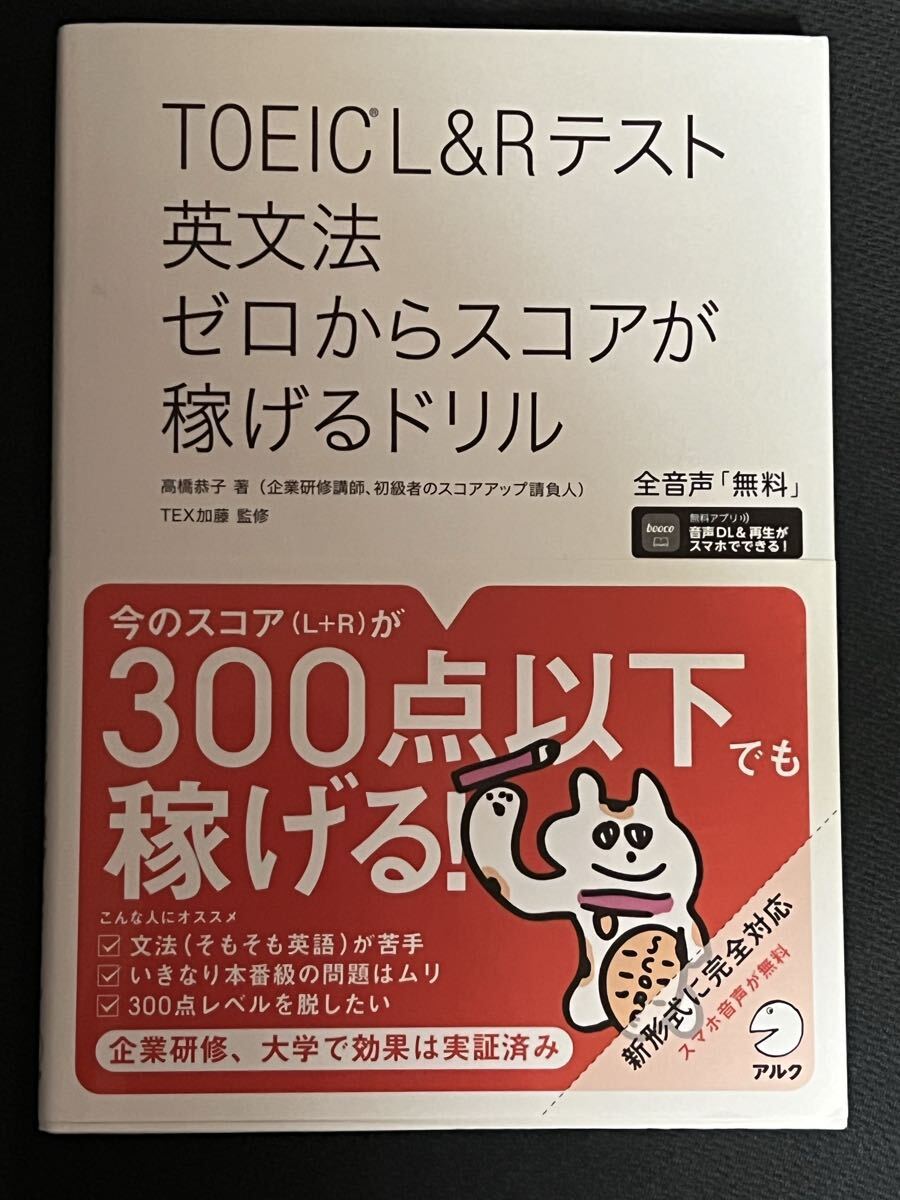 TOEIC® L&Rテスト
英文法
ゼロからスコアが
稼げるドリル
高橋恭子 著（企業研修講師、初級者のスコアアップ請負人）
TEX加藤 監修
全音声「無料」
booco
無料アプリ
音声DL&再生が
スマホでできる！
今のスコア（L+R）が
300点以下でも
稼げる！
こんな人にオススメ
文法（そもそも英語）が苦手
いきなり本番級の問題はムリ
300点レベルを脱したい
企業研修、大学で効果は実証済み
SCORE
新形式に完全対応
スマホ音声が無料
アルク